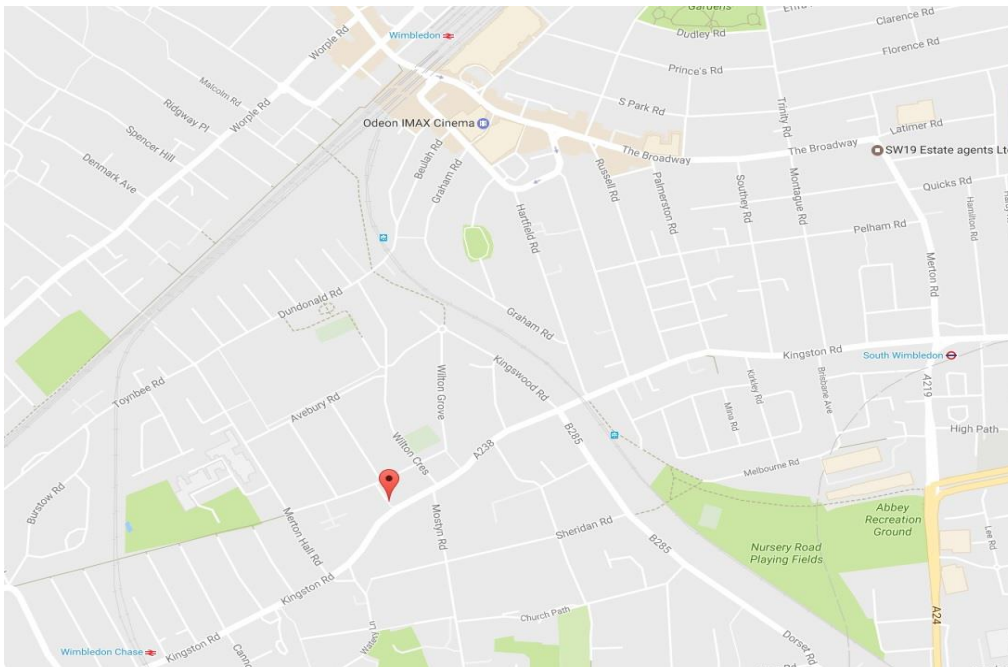 Gardens
Clarence Rd
Dudley Rd
Florence Rd
Wimbledon
Worple Rd
Prince's Rd
Malcolm Rd
S Park Rd
Trinity Rd
Ridgway Pl
Worple Rd
Odeon IMAX Cinema
Latimer Rd
Spencer Hill
The Broadway
The Broadway
SW19 Estate agents Lt
Beulah Rd
Graham Rd
Russell Rd
Denmark Ave
Palmerston Rd
Southey Rd
Montague Rd
Quicks Rd
Hamilton Rd
Hartfield Rd
Pelham Rd
Merton Rd
Dundonald Rd
Graham Rd
Kingston Rd
South Wimbledon
Toynbee Rd
Wilton Grove
Kingswood Rd
Kirkley Rd
Brisbane Ave
A219
Avebury Rd
Mina Rd
Wilton Cres
A238
B285
High Path
Melbourne Rd
Burstow Rd
Merton Hall Rd
Mostyn Rd
Sheridan Rd
B285
Abbey
Recreation
Ground
Lee Rd
Nursery Road
Playing Fields
Kingston Rd
Church Path
A24
Wimbledon Chase
Kingston Rd
Dorset Rd